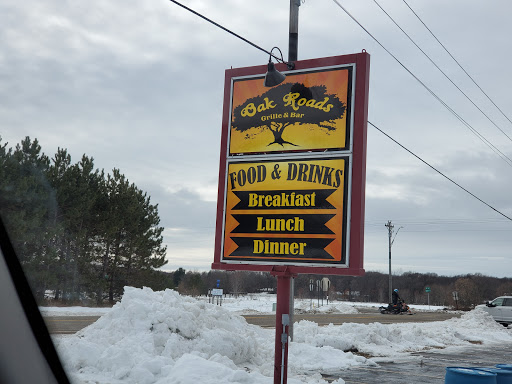 Oak Roads
Grille & Bar
FOOD & DRINKS
Breakfast
Lunch
Dinner